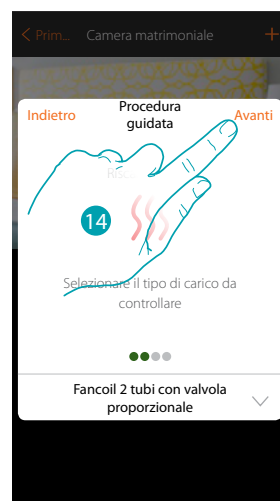 < Prim... Camera matrimoniale +
Indietro Procedura guidata Avanti
14
Selezionare il tipo di carico da
controllare
Fancoil 2 tubi con valvola
proporzionale